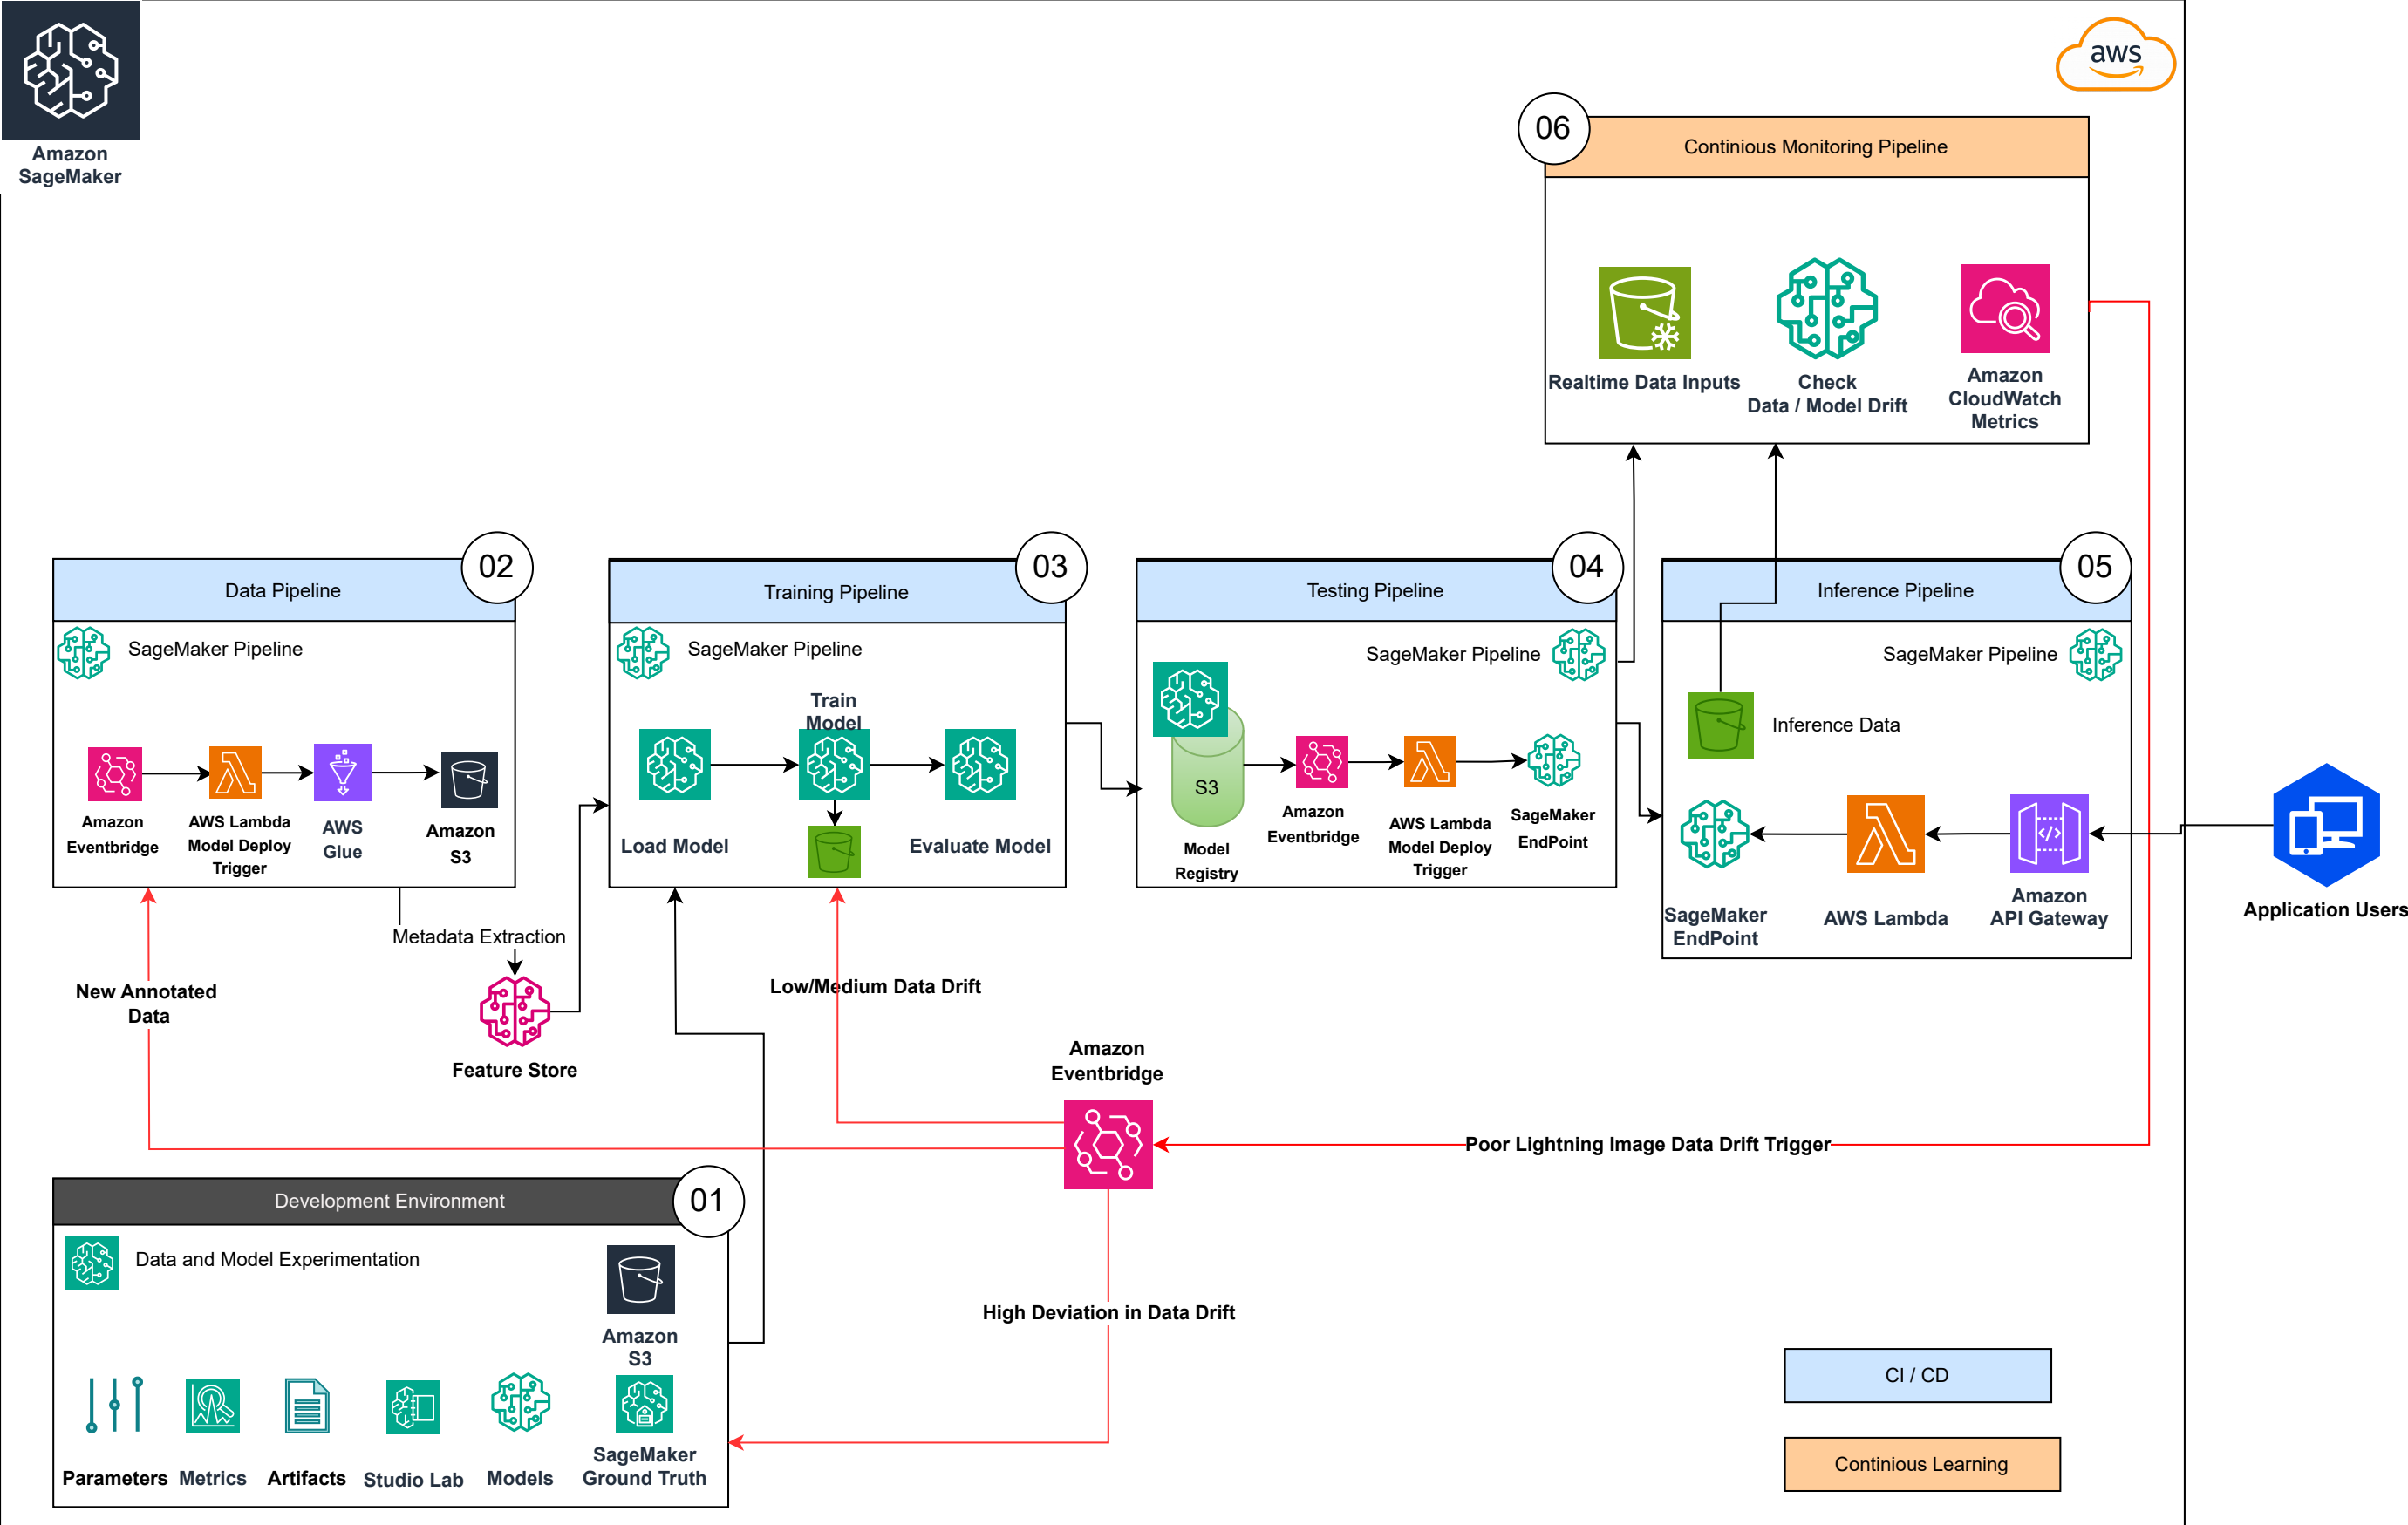 Amazon
SageMaker
aws
06
Continious Monitoring Pipeline
Realtime Data Inputs
Check
Data / Model Drift
Amazon
CloudWatch
Metrics
02
Data Pipeline
SageMaker Pipeline
Amazon
Eventbridge
AWS Lambda
Model Deploy
Trigger
AWS
Glue
Amazon
S3
03
Training Pipeline
SageMaker Pipeline
Load Model
Train
Model
Evaluate Model
04
Testing Pipeline
SageMaker Pipeline
S3
Model
Registry
Amazon
Eventbridge
AWS Lambda
Model Deploy
Trigger
SageMaker
EndPoint
05
Inference Pipeline
SageMaker Pipeline
Inference Data
SageMaker
EndPoint
AWS Lambda
Amazon
API Gateway
Application Users
Metadata Extraction
Feature Store
New Annotated
Data
Low/Medium Data Drift
Amazon
Eventbridge
Poor Lightning Image Data Drift Trigger
High Deviation in Data Drift
01
Development Environment
Data and Model Experimentation
Amazon
S3
Parameters
Metrics
Artifacts
Studio Lab
Models
SageMaker
Ground Truth
CI / CD
Continious Learning